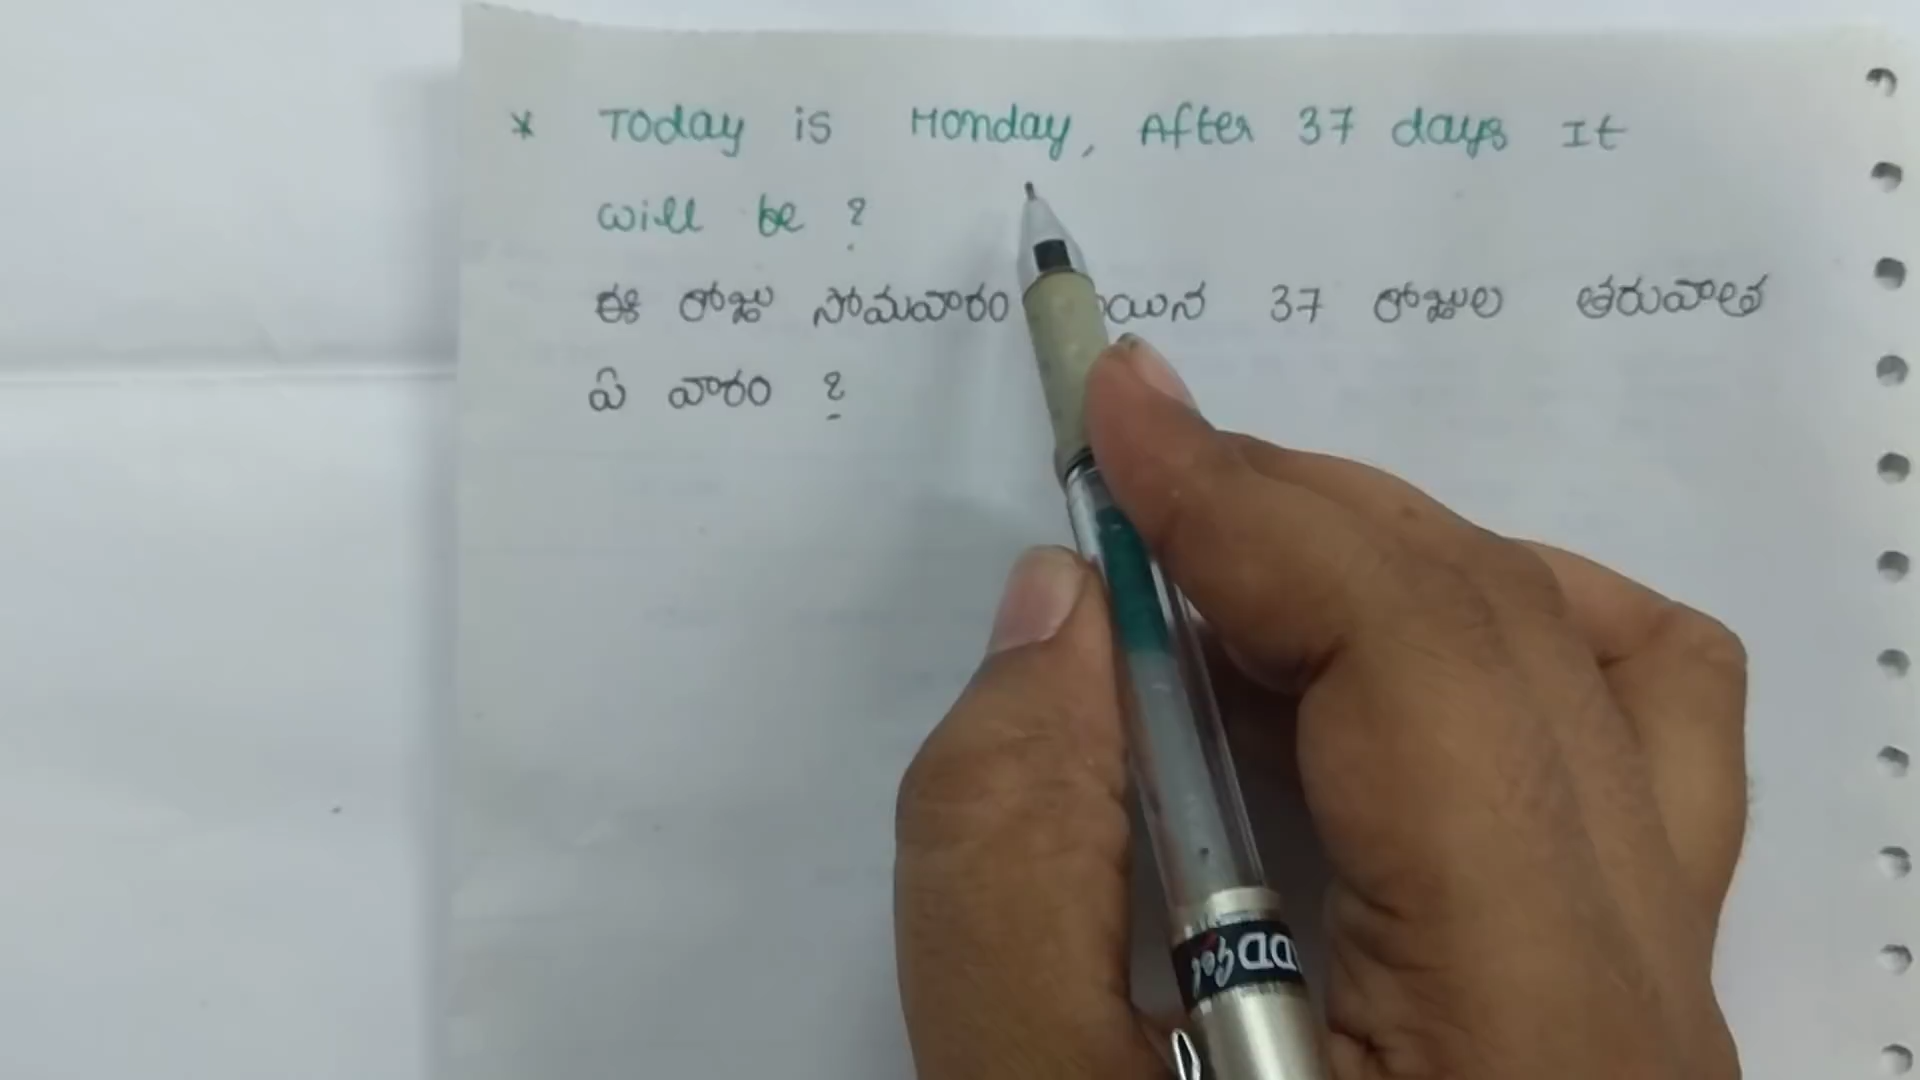 * Today is Monday, After 37 days It
will be ?
ఈ రోజు సోమవారం 37 రోజుల తరువాత
ఏ వారం ?